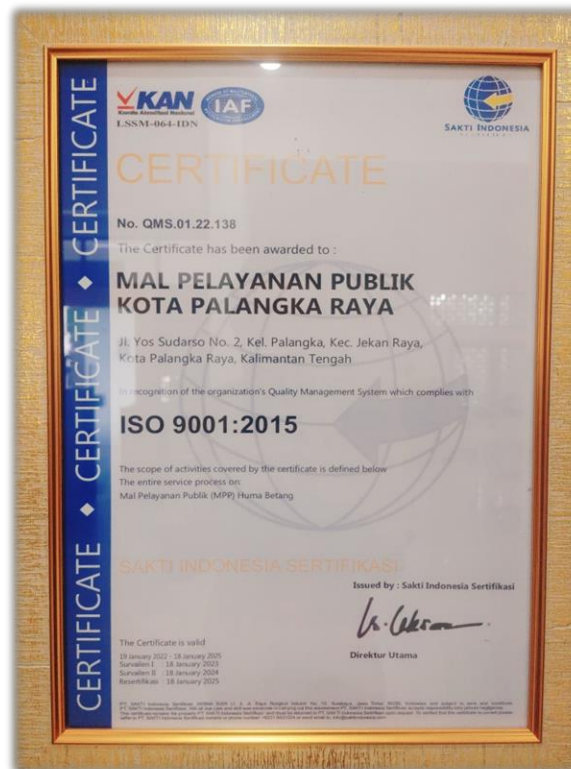 KAN
Komite Akreditasi Nasional
LSSM-064-IDN
IAF
SAKTI INDONESIA
CERTIFICATE ◆ CERTIFICATE ◆ CERTIFICATE
CERTIFICATE
No. QMS.01.22.138
The Certificate has been awarded to :
MAL PELAYANAN PUBLIK
KOTA PALANGKA RAYA
Jl. Yos Sudarso No. 2, Kel. Palangka, Kec. Jekan Raya,
Kota Palangka Raya, Kalimantan Tengah
In recognition of the organization's Quality Management System which complies with
ISO 9001:2015
The scope of activities covered by the certificate is defined below
The entire service process on:
Mal Pelayanan Publik (MPP) Huma Betang
SAKTI INDONESIA SERTIFIKASI
Issued by : Sakti Indonesia Sertifikasi
Direktur Utama
The Certificate is valid
19 January 2022 - 18 January 2025
Survailen I : 18 January 2023
Survailen II : 18 January 2024
Resertifikasi : 18 January 2025